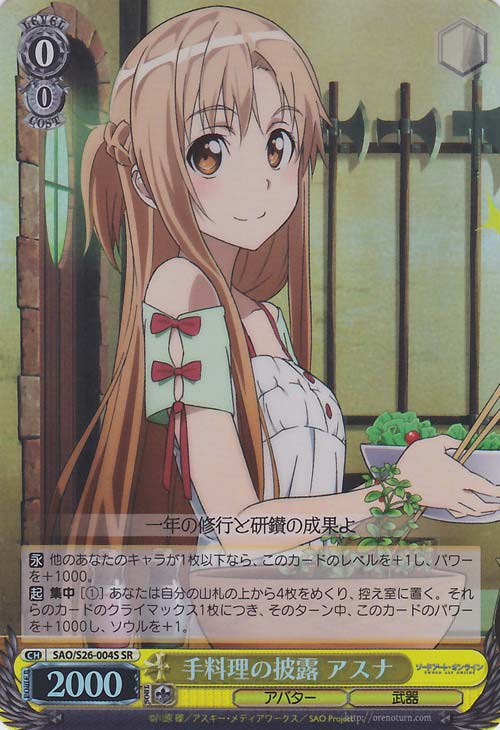 LEVEL
0
0
COST
一年の修行と研鑽の成果よ
永 他のあなたのキャラが1枚以下なら、このカードのレベルを+1し、パワー
を+1000。
起 集中 [①] あなたは自分の山札の上から4枚をめくり、控え室に置く。それ
らのカードのクライマックス1枚につき、そのターン中、このカードのパワーを
+1000し、ソウルを+1。
CH SAO/S26-004S SR
手料理の披露 アスナ
ソードアート・オンライン
SWORD ART ONLINE
POWER
2000
SOUL
アバター
武器
©川原 礫/アスキー・メディアワークス/SAO Project
http://orenoturn.com